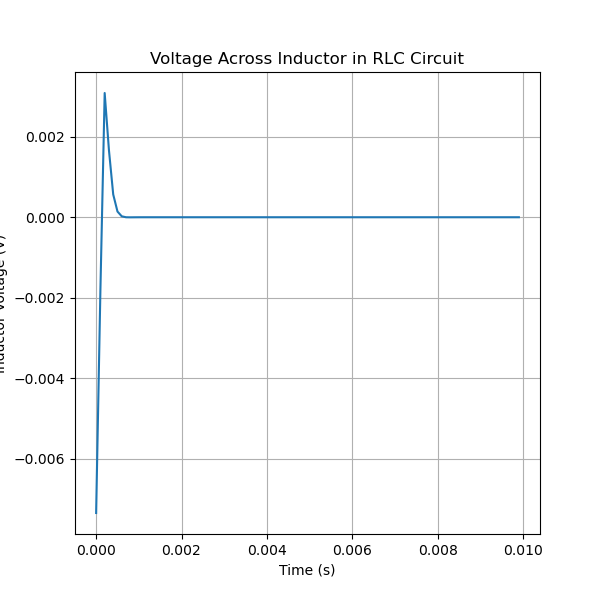 Voltage Across Inductor in RLC Circuit
0.002
0.000
−0.002
−0.004
−0.006
Inductor Voltage (V)
0.000 0.002 0.004 0.006 0.008 0.010
Time (s)